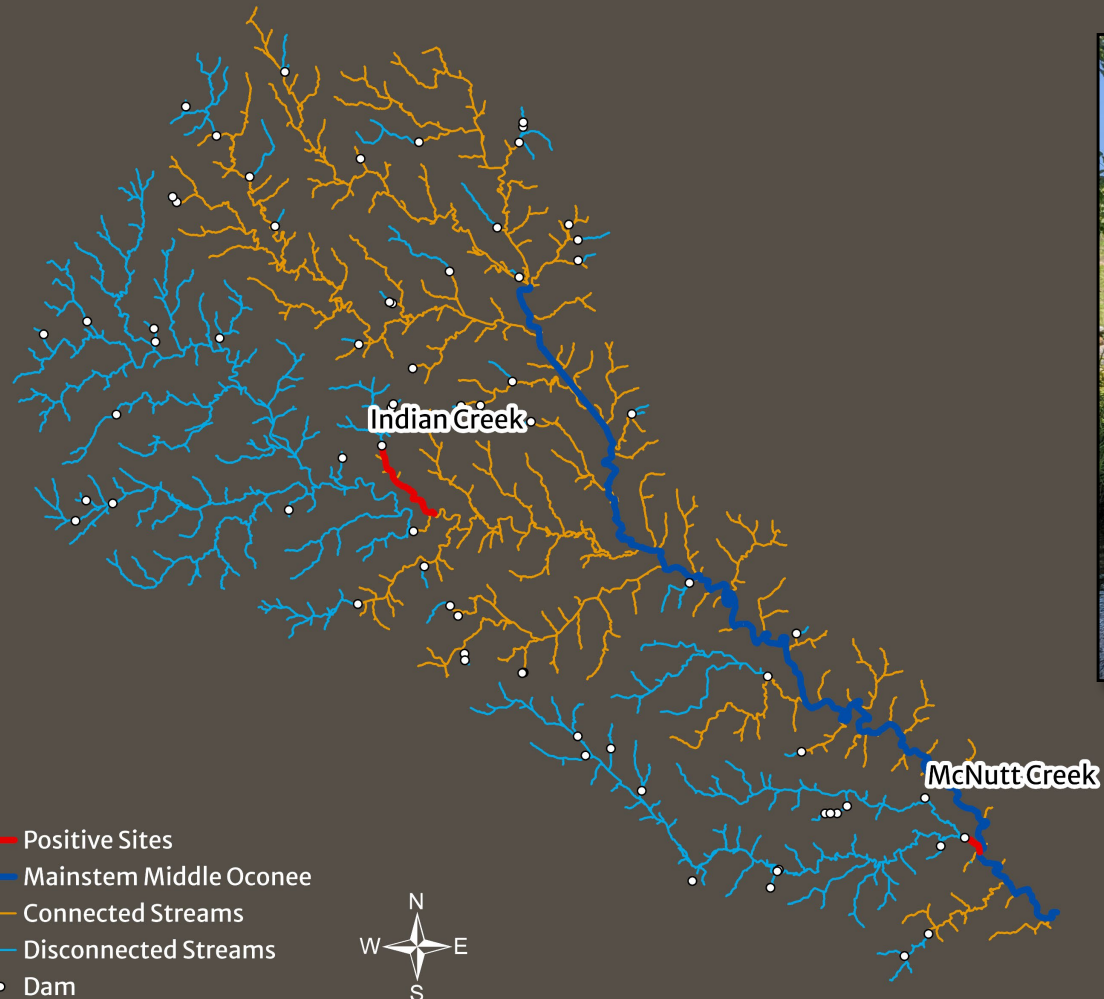 Indian Creek
McNutt Creek
Positive Sites
Mainstem Middle Oconee
Connected Streams
Disconnected Streams
Dam
N
W E
S